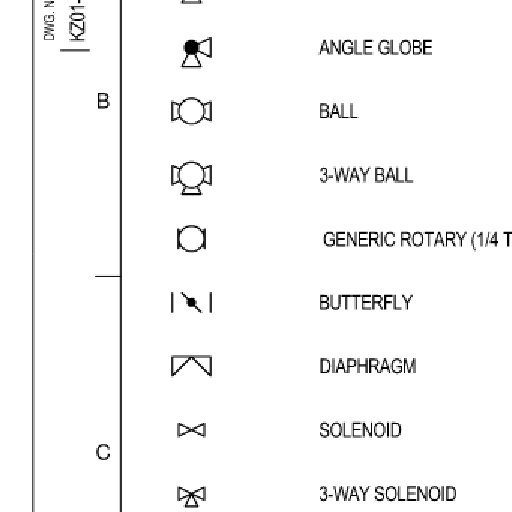 DWG. N
KZ01-
ANGLE GLOBE
B
BALL
3-WAY BALL
GENERIC ROTARY (1/4 T
BUTTERFLY
DIAPHRAGM
SOLENOID
C
3-WAY SOLENOID